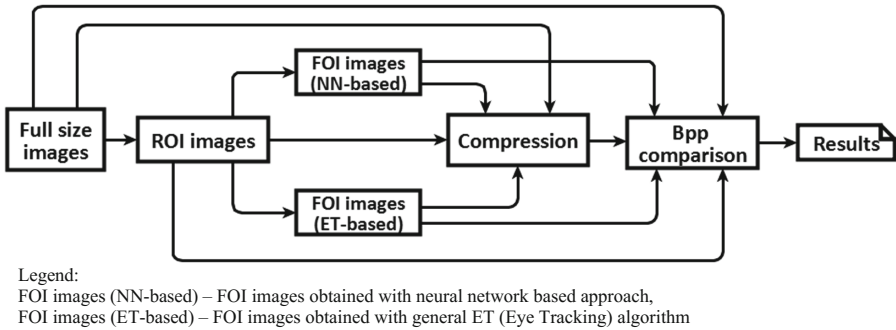 Full size
images
ROI images
FOI images
(NN-based)
FOI images
(ET-based)
Compression
Bpp
comparison
Results
Legend:
FOI images (NN-based) – FOI images obtained with neural network based approach,
FOI images (ET-based) – FOI images obtained with general ET (Eye Tracking) algorithm